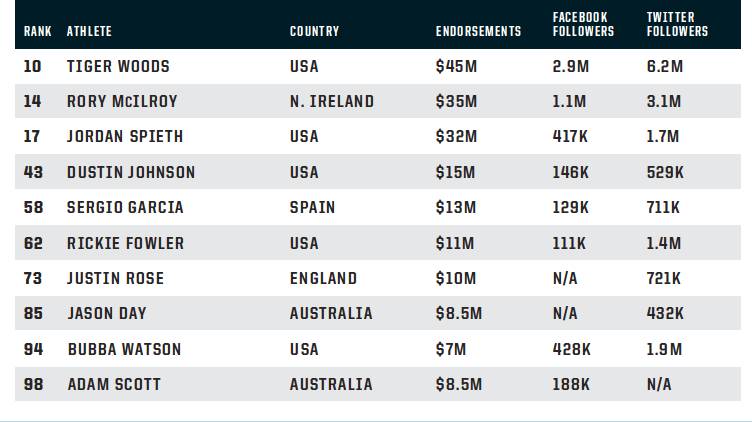 RANK ATHLETE COUNTRY ENDORSEMENTS FACEBOOK FOLLOWERS TWITTER FOLLOWERS
10 TIGER WOODS USA $45M 2.9M 6.2M
14 RORY McILROY N. IRELAND $35M 1.1M 3.1M
17 JORDAN SPIETH USA $32M 417K 1.7M
43 DUSTIN JOHNSON USA $15M 146K 529K
58 SERGIO GARCIA SPAIN $13M 129K 711K
62 RICKIE FOWLER USA $11M 111K 1.4M
73 JUSTIN ROSE ENGLAND $10M N/A 721K
85 JASON DAY AUSTRALIA $8.5M N/A 432K
94 BUBBA WATSON USA $7M 428K 1.9M
98 ADAM SCOTT AUSTRALIA $8.5M 188K N/A